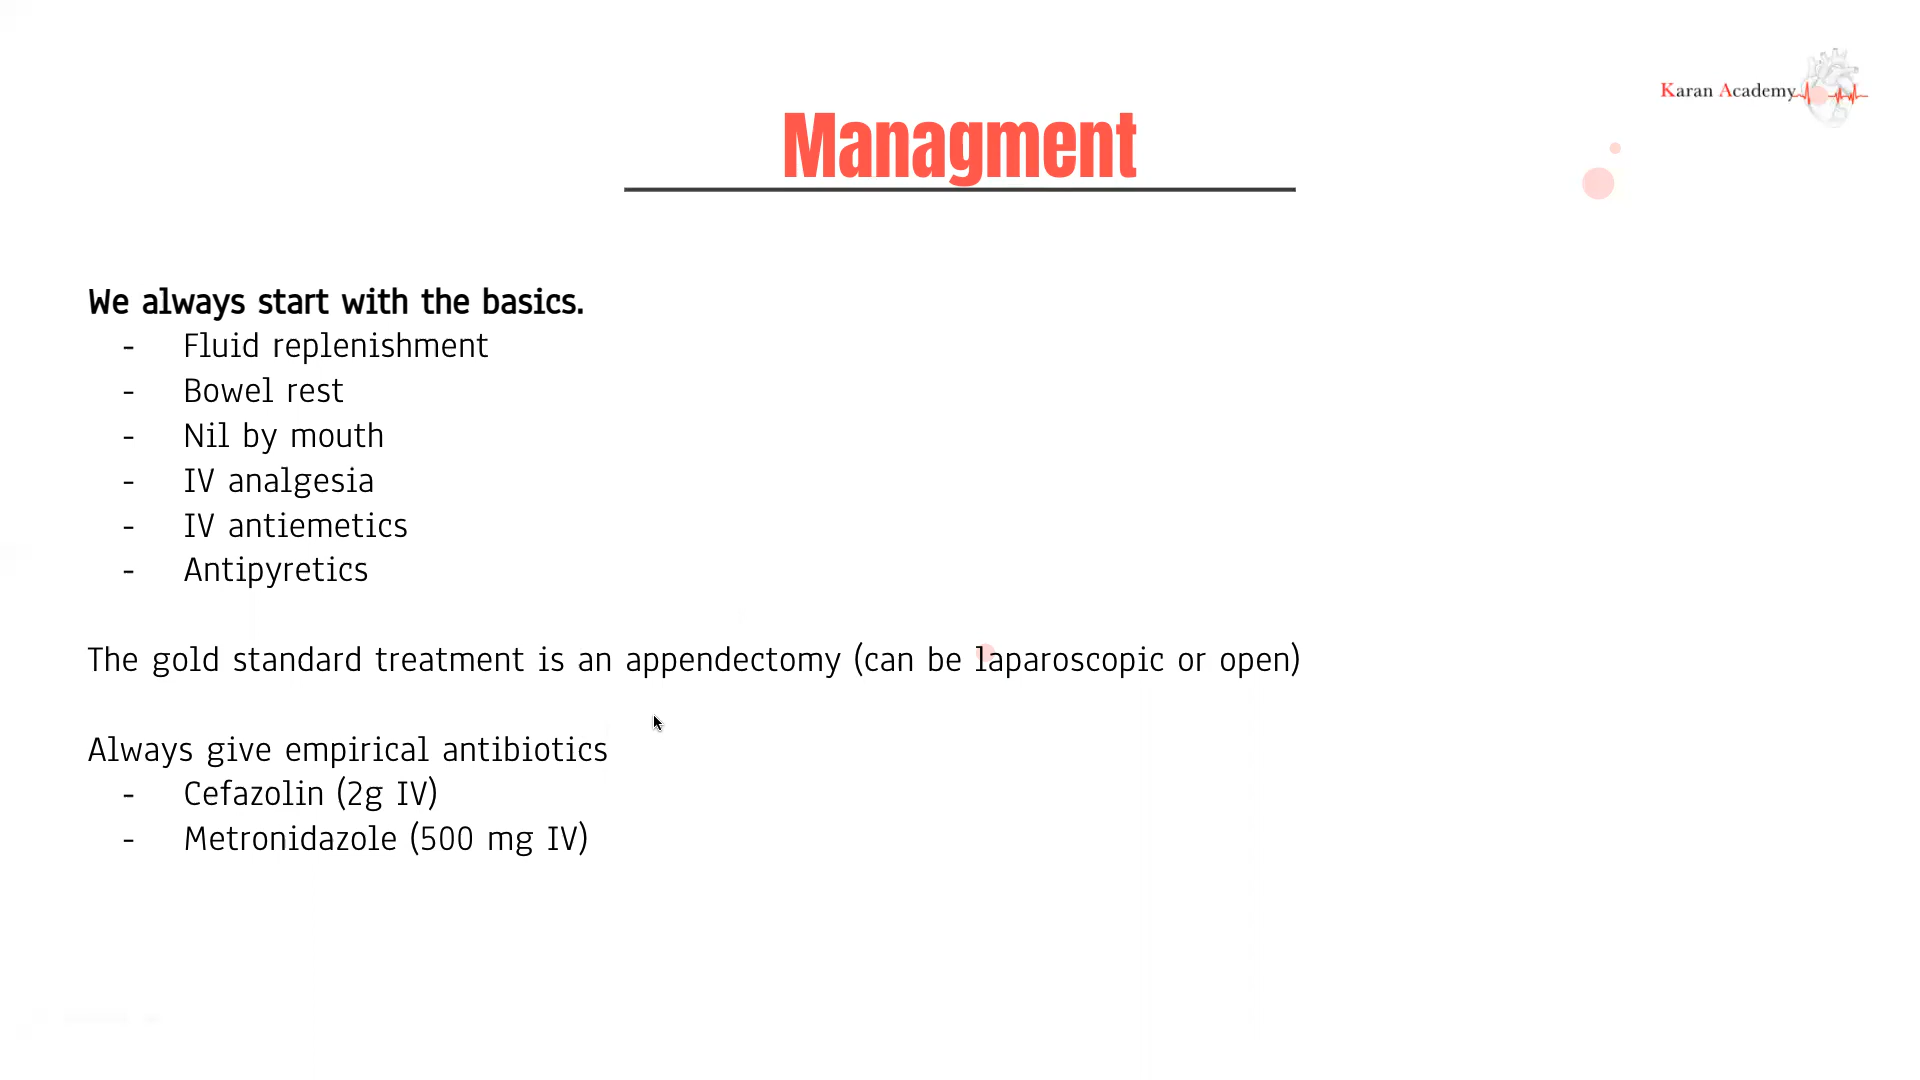 Karan Academy
Managment
We always start with the basics.
- Fluid replenishment
- Bowel rest
- Nil by mouth
- IV analgesia
- IV antiemetics
- Antipyretics
The gold standard treatment is an appendectomy (can be laparoscopic or open)
Always give empirical antibiotics
- Cefazolin (2g IV)
- Metronidazole (500 mg IV)